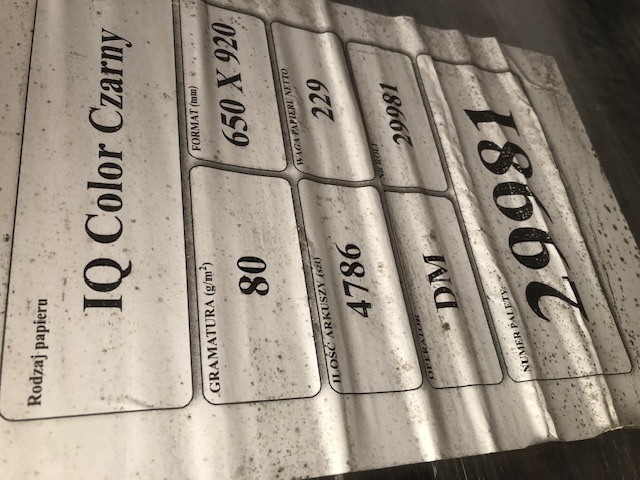 Rodzaj papieru
IQ Color Czarny
GRAMATURA (g/m²)
80
FORMAT (mm)
650 X 920
ILOŚĆ ARKUSZY (szt)
4786
WAGA PAPIERU NETTO
229
OPERATOR
DM
29981
NUMER PALETY
29981